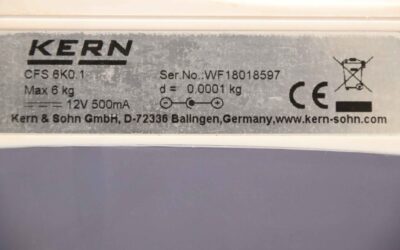 KERN
CFS 6K0.1 Ser.No.:WF18018597
Max 6 kg d = 0.0001 kg
12V 500mA
CE
Kern & Sohn GmbH, D-72336 Balingen,Germany,www.kern-sohn.com